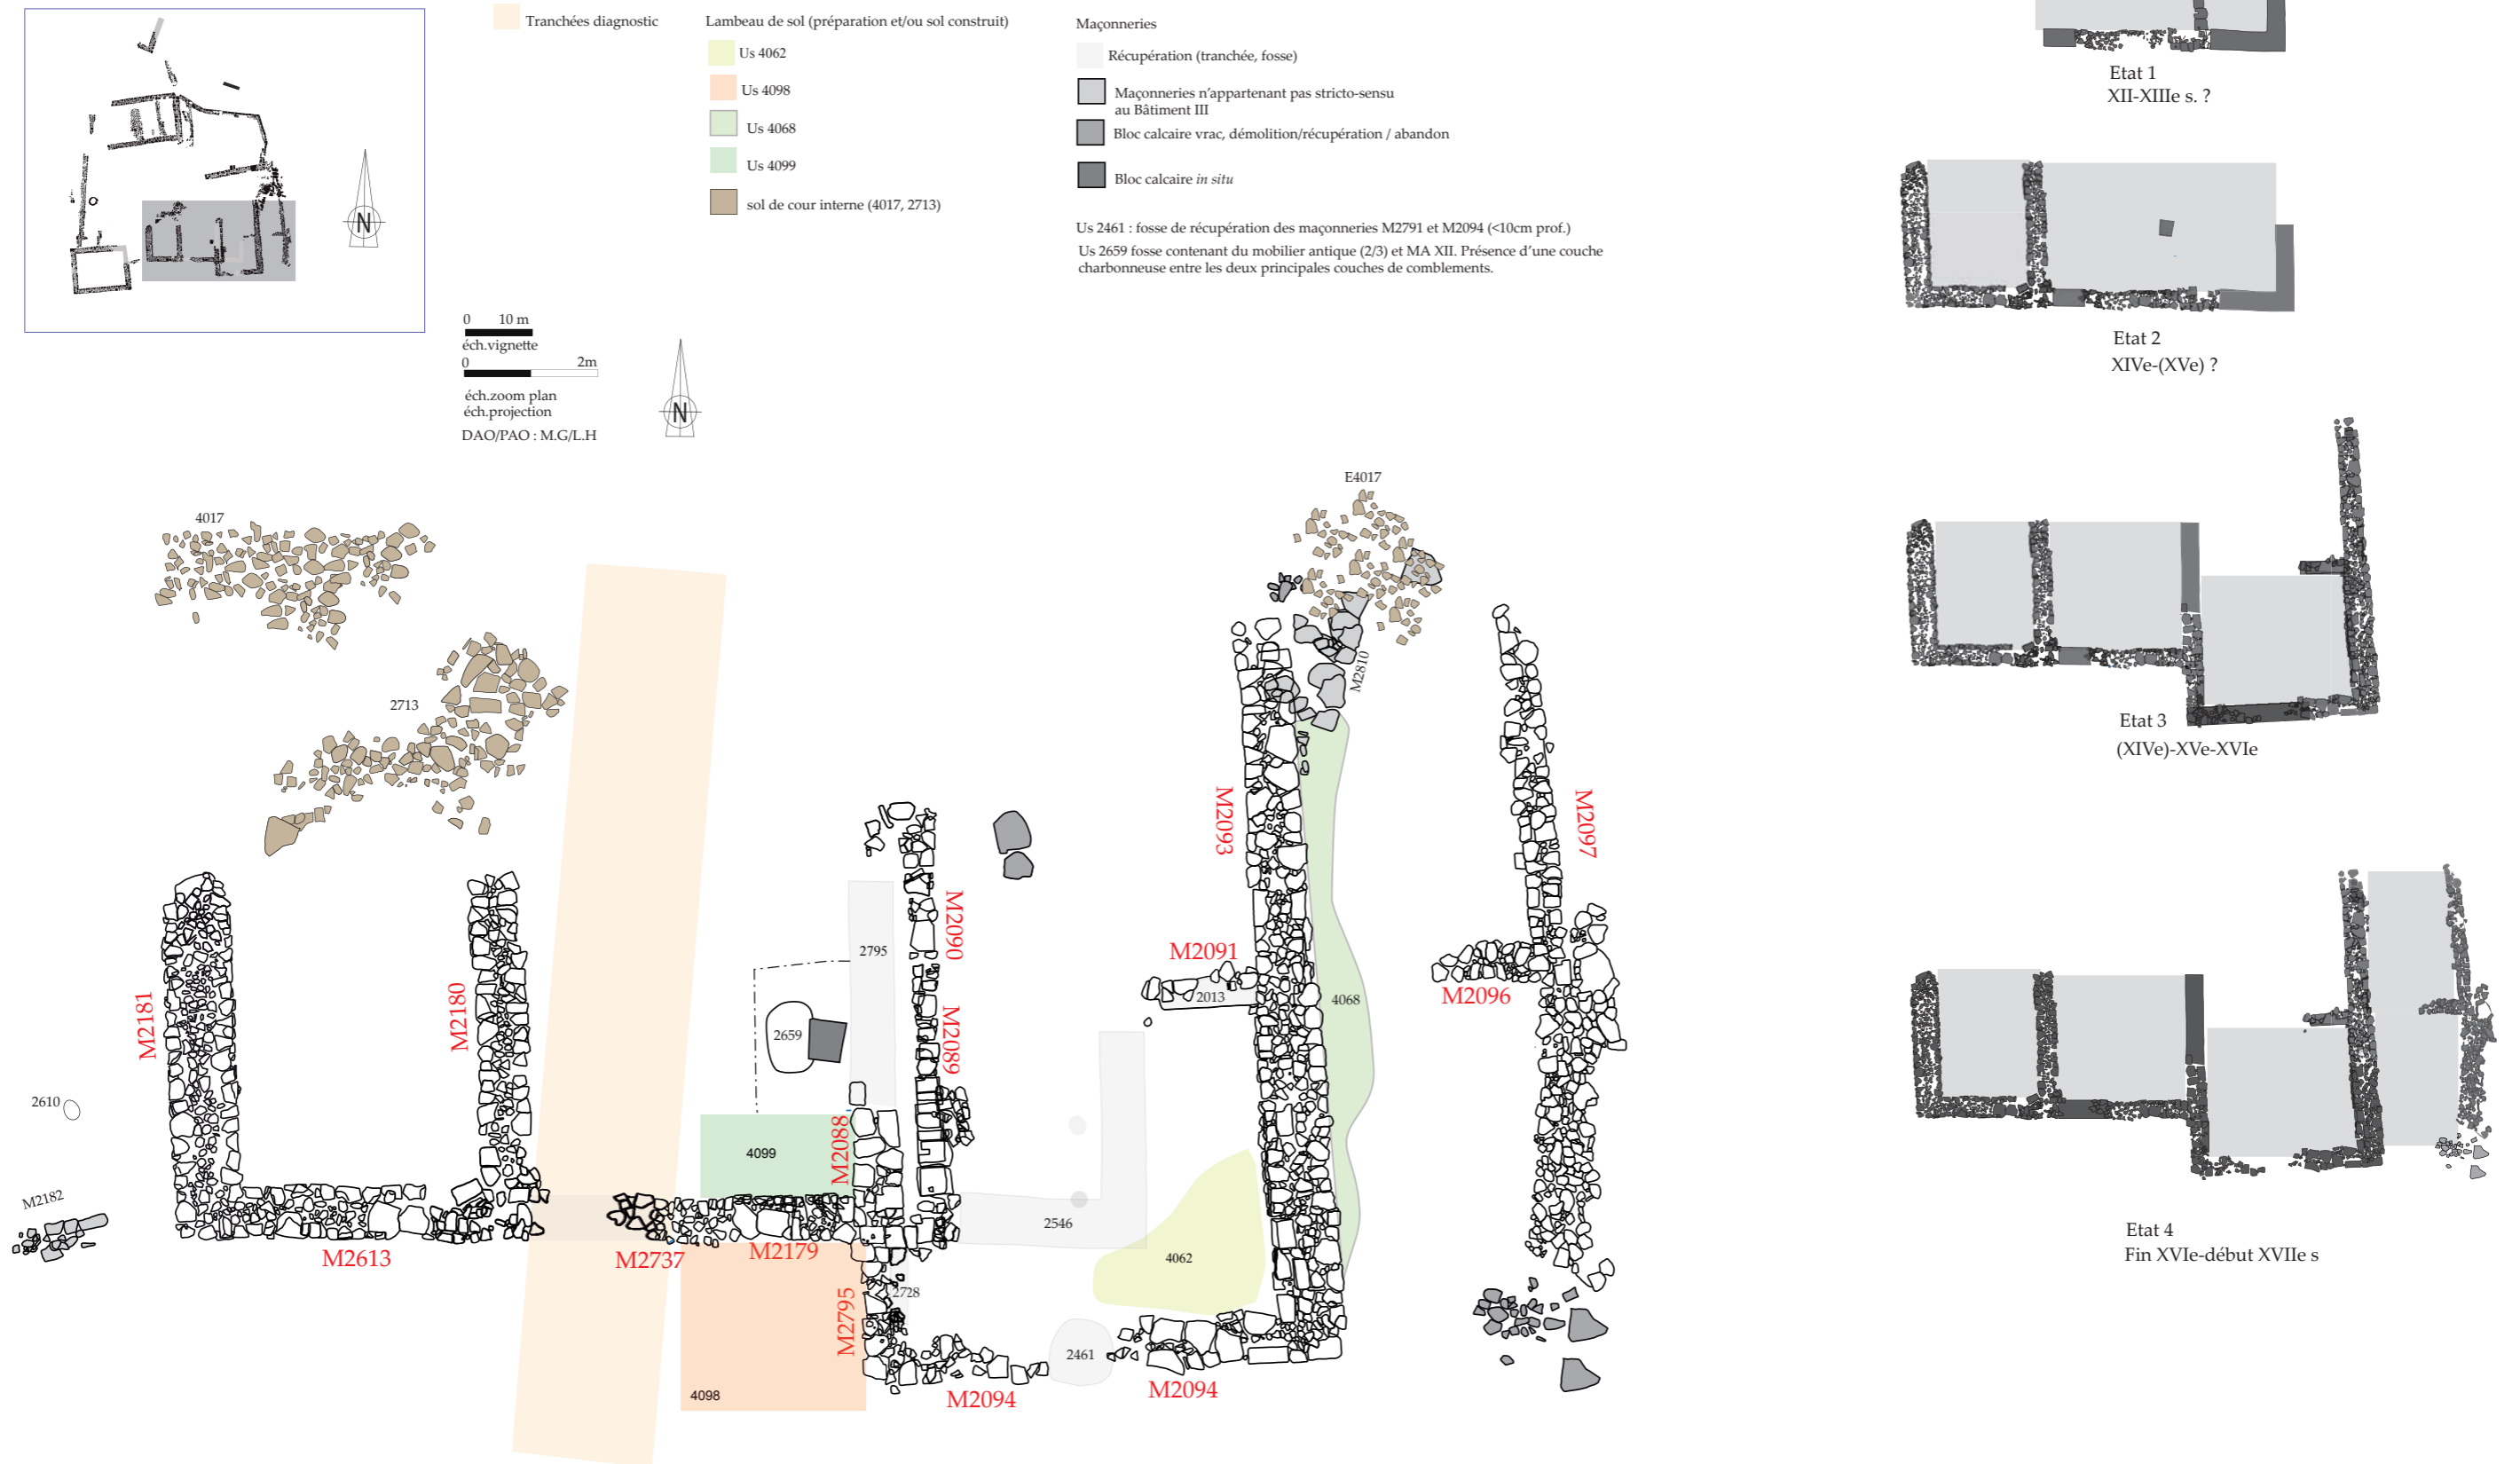 N
Tranchées diagnostic
Lambeau de sol (préparation et/ou sol construit)
Us 4062
Us 4098
Us 4068
Us 4099
sol de cour interne (4017, 2713)
Maçonneries
Récupération (tranchée, fosse)
Maçonneries n'appartenant pas stricto-sensu
au Bâtiment III
Bloc calcaire vrac, démolition/récupération / abandon
Bloc calcaire in situ
Us 2461 : fosse de récupération des maçonneries M2791 et M2094 (<10cm prof.)
Us 2659 fosse contenant du mobilier antique (2/3) et MA XII. Présence d'une couche
charbonneuse entre les deux principales couches de comblements.
0 10 m
éch.vignette
0 2m
éch.zoom plan
éch.projection
DAO/PAO : M.G/L.H
N
Etat 1
XII-XIIIe s. ?
Etat 2
XIVe-(XVe) ?
Etat 3
(XIVe)-XVe-XVIe
Etat 4
Fin XVIe-début XVIIe s
E4017
4017
M2810
2713
M2093
M2097
M2090
2795
M2091
2013
M2096
4068
M2181
M2180
2659
M2089
2610
M2088
4099
M2182
M2613
M2737
M2179
2546
4062
2728
M2795
2461
4098
M2094
M2094